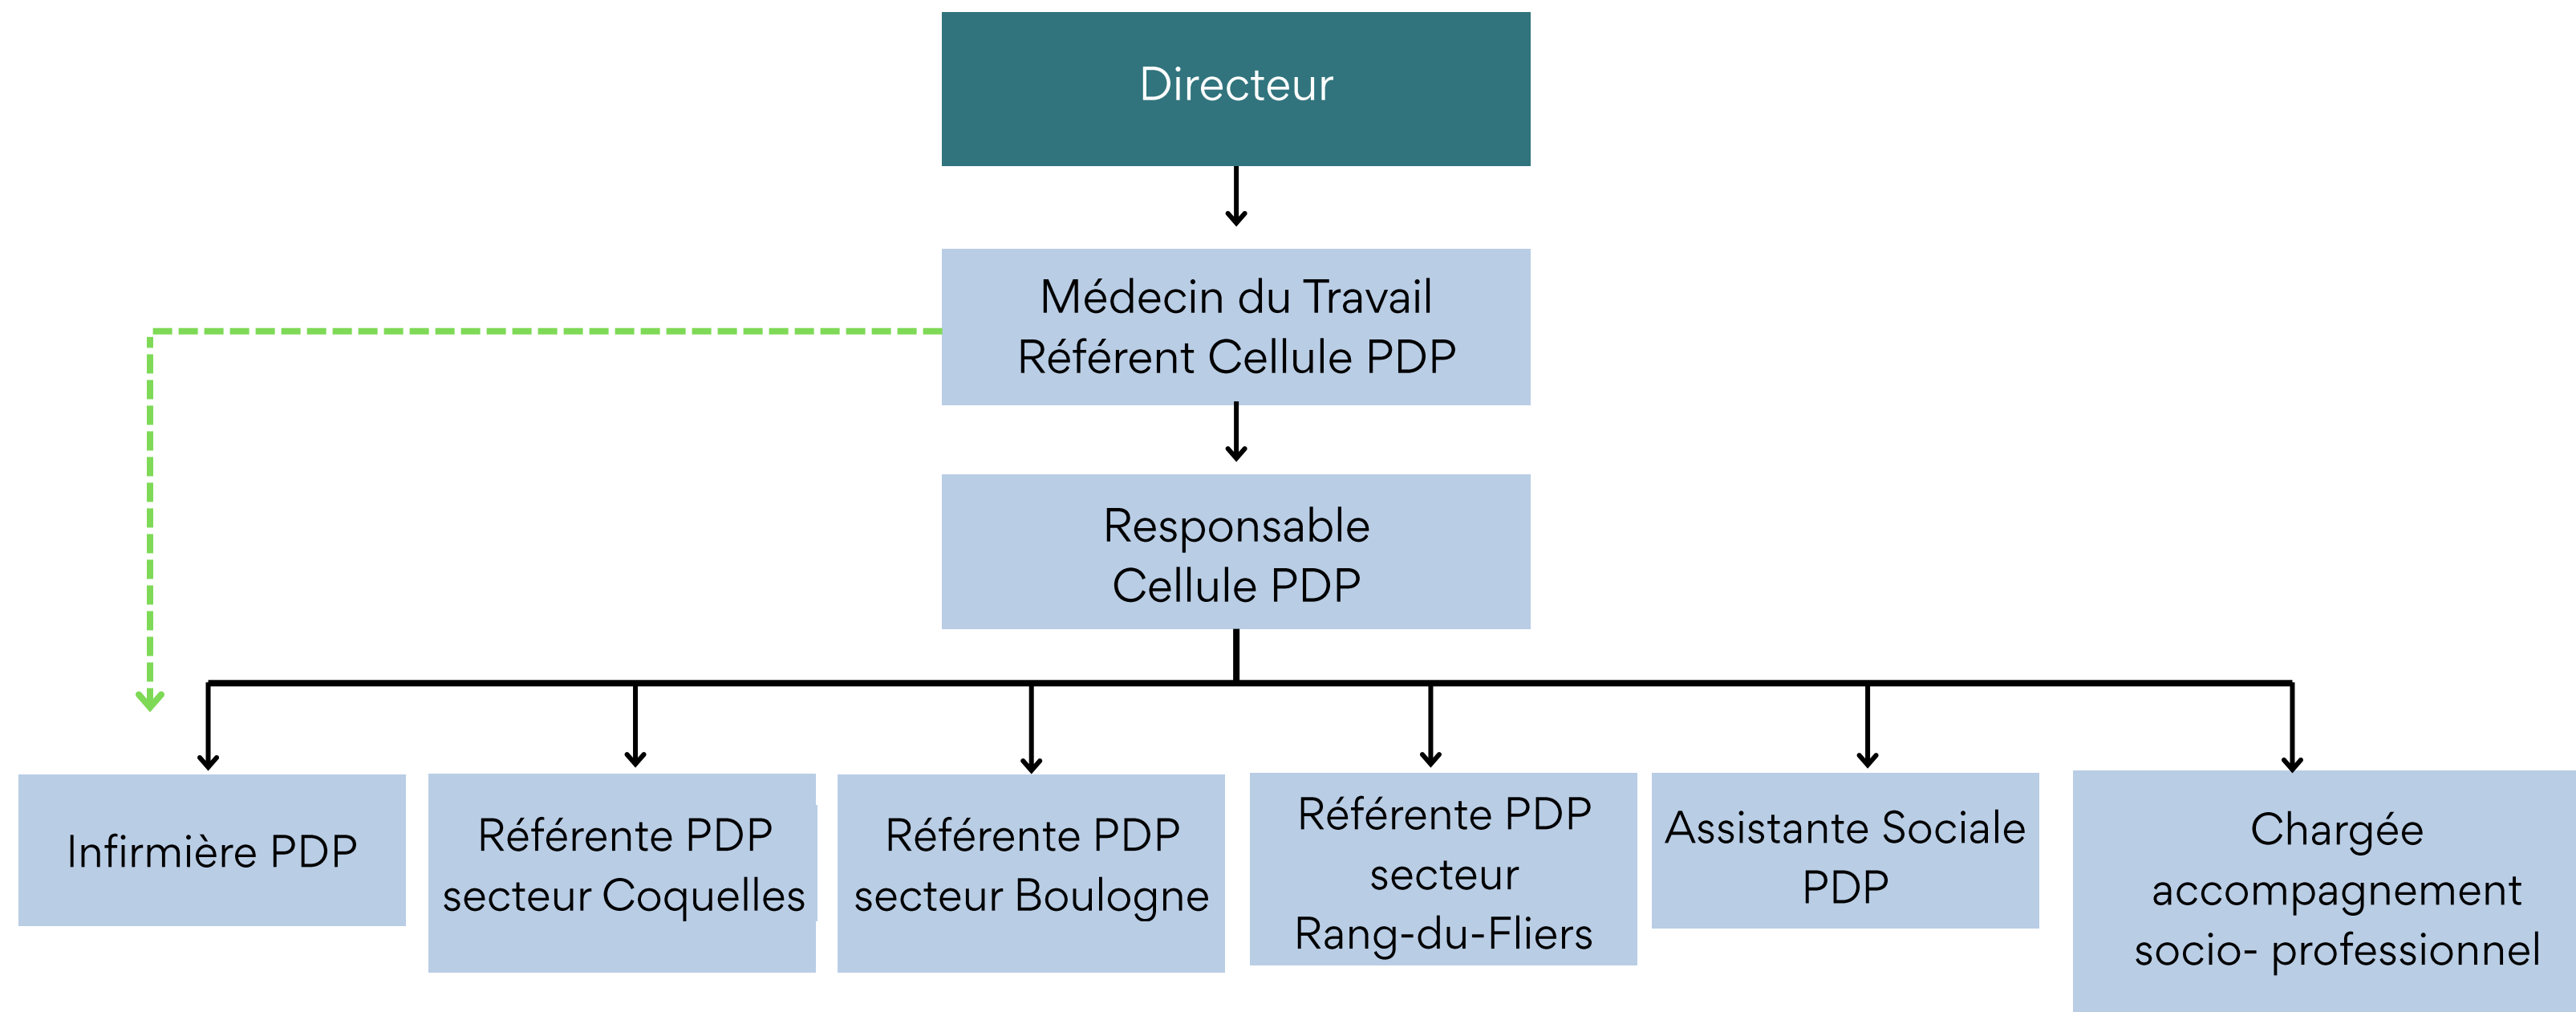 Directeur
Médecin du Travail
Référent Cellule PDP
Responsable
Cellule PDP
Infirmière PDP
Référente PDP
secteur Coquelles
Référente PDP
secteur Boulogne
Référente PDP
secteur
Rang-du-Fliers
Assistante Sociale
PDP
Chargée
accompagnement
socio- professionnel